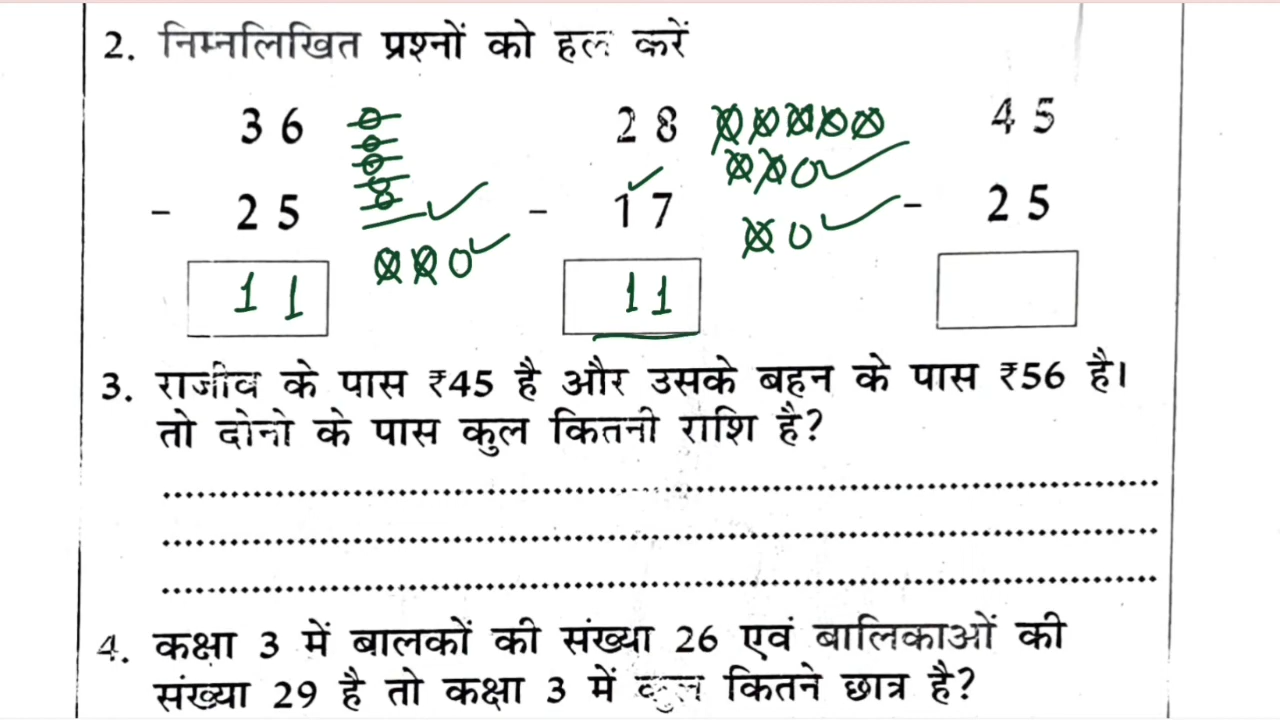 2. निम्नलिखित प्रश्नों को हल करें
36 28 45
- 25 - 17 - 25
11 11
3. राजीव के पास ₹45 है और उसके बहन के पास ₹56 है।
तो दोनो के पास कुल कितनी राशि है?
4. कक्षा 3 में बालकों की संख्या 26 एवं बालिकाओं की
संख्या 29 है तो कक्षा 3 में कुल कितने छात्र है?